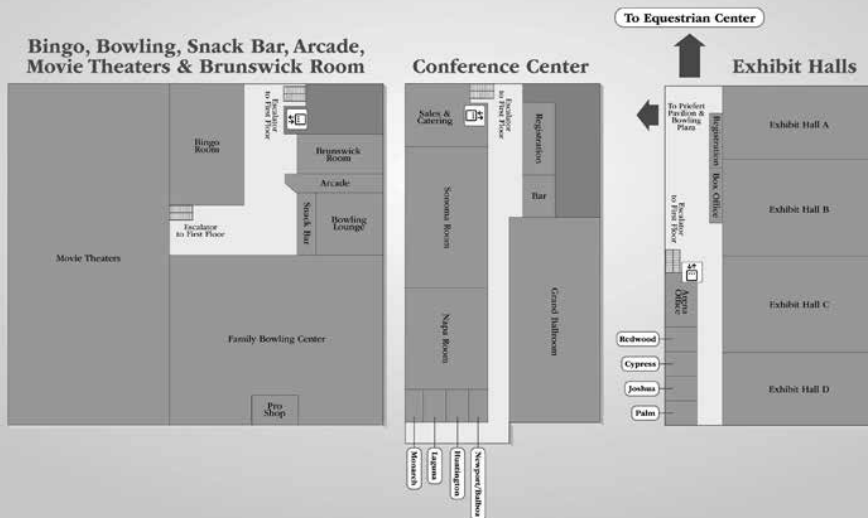 To Equestrian Center
Bingo, Bowling, Snack Bar, Arcade,
Movie Theaters & Brunswick Room
Conference Center
Exhibit Halls
Escalator
to First Floor
Bingo
Room
Brunswick
Room
Arcade
Snack Bar
Bowling
Lounge
Escalator
to First Floor
Movie Theaters
Family Bowling Center
Pro
Shop
Sales &
Catering
Escalator
to First Floor
Registration
Bar
Sonoma Room
Napa Room
Grand Ballroom
Monarch
Laguna
Huntington
Newport/Balboa
To Priefert
Pavilion &
Bowling
Plaza
Registration
Box Office
Escalator
to First Floor
Arena
Office
Redwood
Cypress
Joshua
Palm
Exhibit Hall A
Exhibit Hall B
Exhibit Hall C
Exhibit Hall D